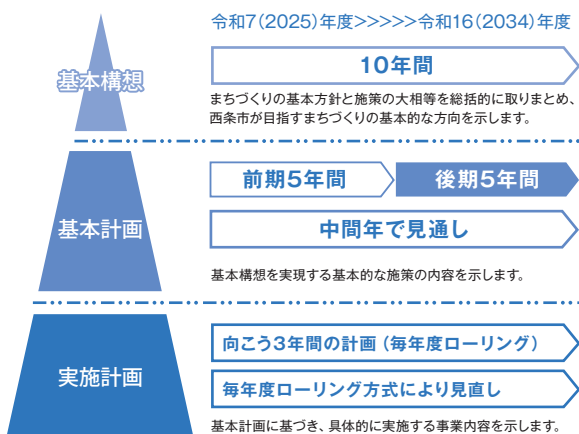 令和7(2025)年度>>>>>令和16(2034)年度
基本構想
10年間
まちづくりの基本方針と施策の大相等を総括的に取りまとめ、
西条市が目指すまちづくりの基本的な方向を示します。
基本計画
前期5年間
後期5年間
中間年で見通し
基本構想を実現する基本的な施策の内容を示します。
実施計画
向こう3年間の計画(毎年度ローリング)
毎年度ローリング方式により見直し
基本計画に基づき、具体的に実施する事業内容を示します。